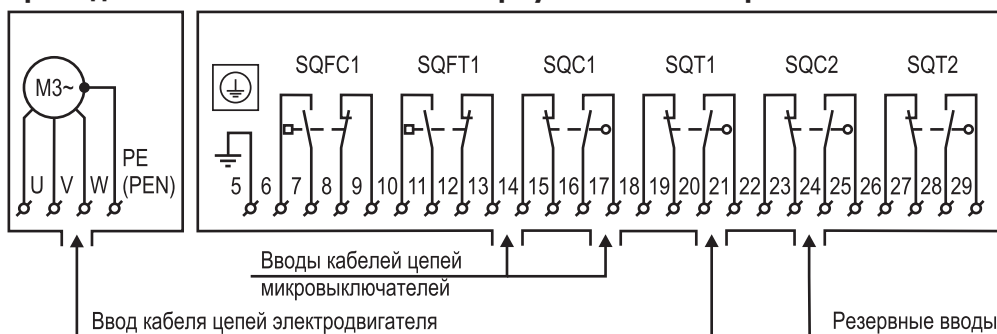 SQFC1 SQFT1 SQC1 SQT1 SQC2 SQT2
M3~
PE
(PEN)
U V W
5 6 7 8 9 10 11 12 13 14 15 16 17 18 19 20 21 22 23 24 25 26 27 28 29
Вводы кабелей цепей
микровыключателей
Ввод кабеля цепей электродвигателя
Резервные вводы